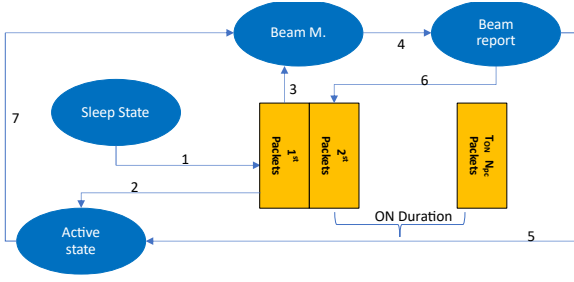 Beam M.
4
Beam
report
7
3
6
Sleep State
1
2
1st
Packets
2st
Packets
TON Npc
Packets
ON Duration
Active
state
5